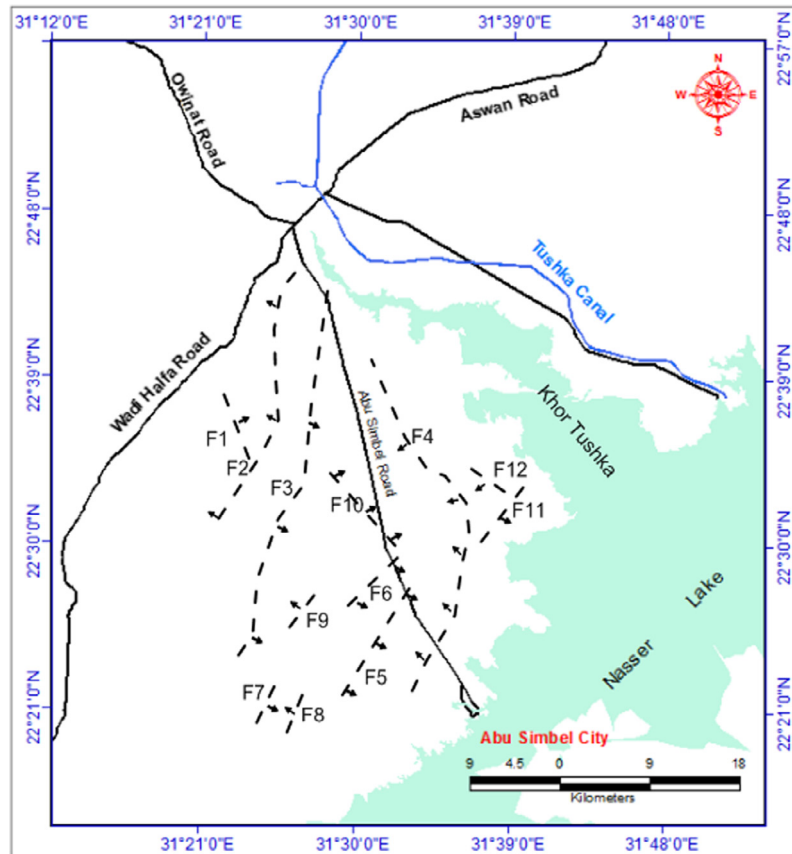 31°12'0"E
31°21'0"E
31°30'0"E
31°39'0"E
31°48'0"E
22°57'0"N
22°57'0"N
N
W
E
S
Owinat Road
Aswan Road
22°48'0"N
22°48'0"N
Tushka Canal
Wadi Halfa Road
22°39'0"N
22°39'0"N
Abu Simbel Road
Khor Tushka
F1
F4
F2
F12
F3
F10
F11
22°30'0"N
22°30'0"N
F6
F9
Nasser Lake
F5
F7
F8
22°21'0"N
22°21'0"N
Abu Simbel City
9 4.5 0 9 18
Kilometers
31°21'0"E
31°30'0"E
31°39'0"E
31°48'0"E